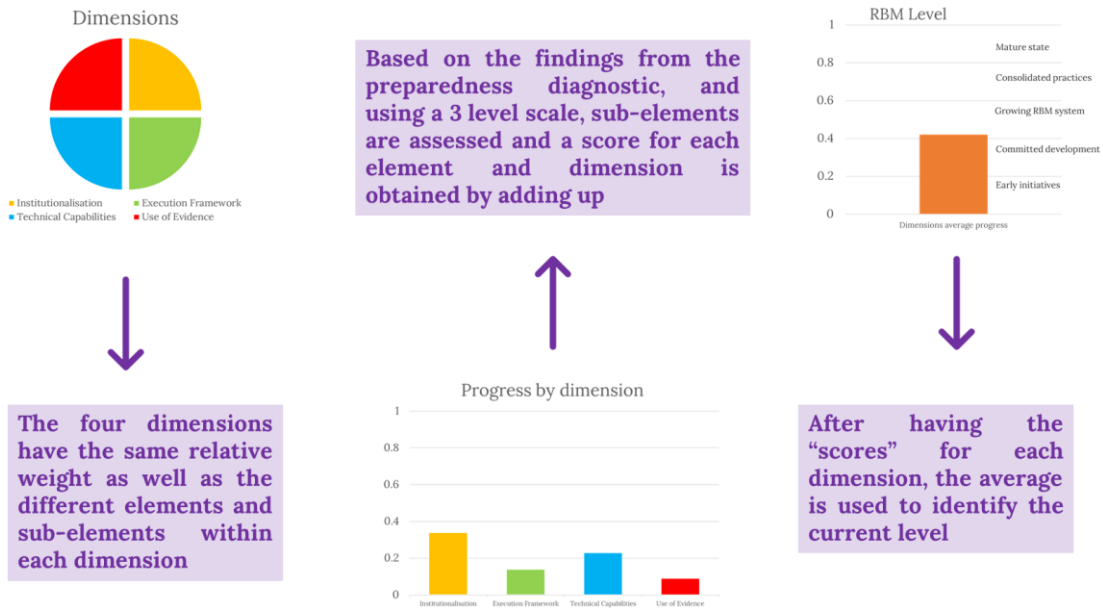 Dimensions
Institutionalisation
Execution Framework
Technical Capabilities
Use of Evidence
The four dimensions
have the same relative
weight as well as the
different elements and
sub-elements within
each dimension
Based on the findings from the
preparedness diagnostic, and
using a 3 level scale, sub-elements
are assessed and a score for each
element and dimension is
obtained by adding up
Progress by dimension
1
0.8
0.6
0.4
0.2
0
Institutionalisation
Execution Framework
Technical Capabilities
Use of Evidence
RBM Level
1
0.8
0.6
0.4
0.2
0
Mature state
Consolidated practices
Growing RBM system
Committed development
Early initiatives
Dimensions average progress
After having the
“scores” for each
dimension, the average
is used to identify the
current level